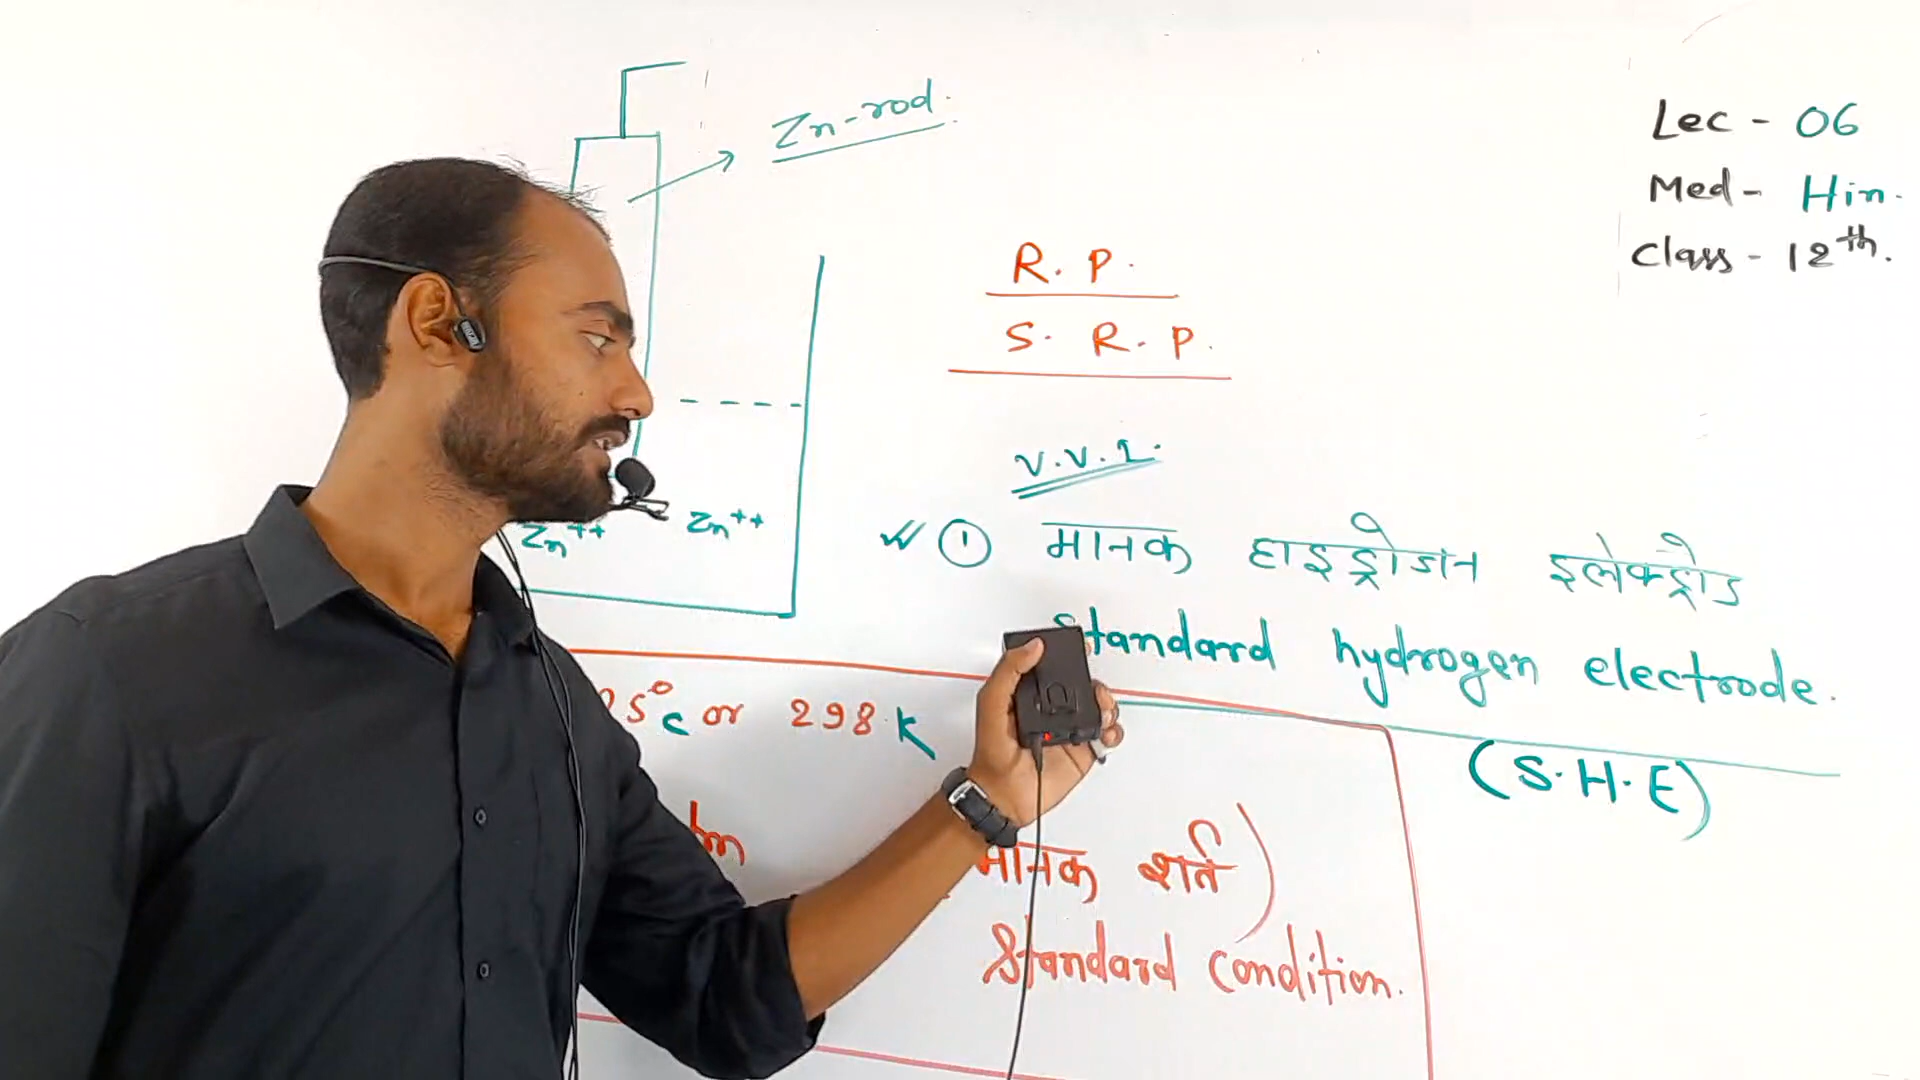 Zn-rod.
Lec - 06
Med - Hin.
Class - 12th.
R. P.
S. R. P.
V.V.I.
Zn++ Zn++
① मानक हाइड्रोजन इलेक्ट्रोड
Standard hydrogen electrode.
(S.H.E)
25°C or 298 K
मानक शर्त)
Standard condition.